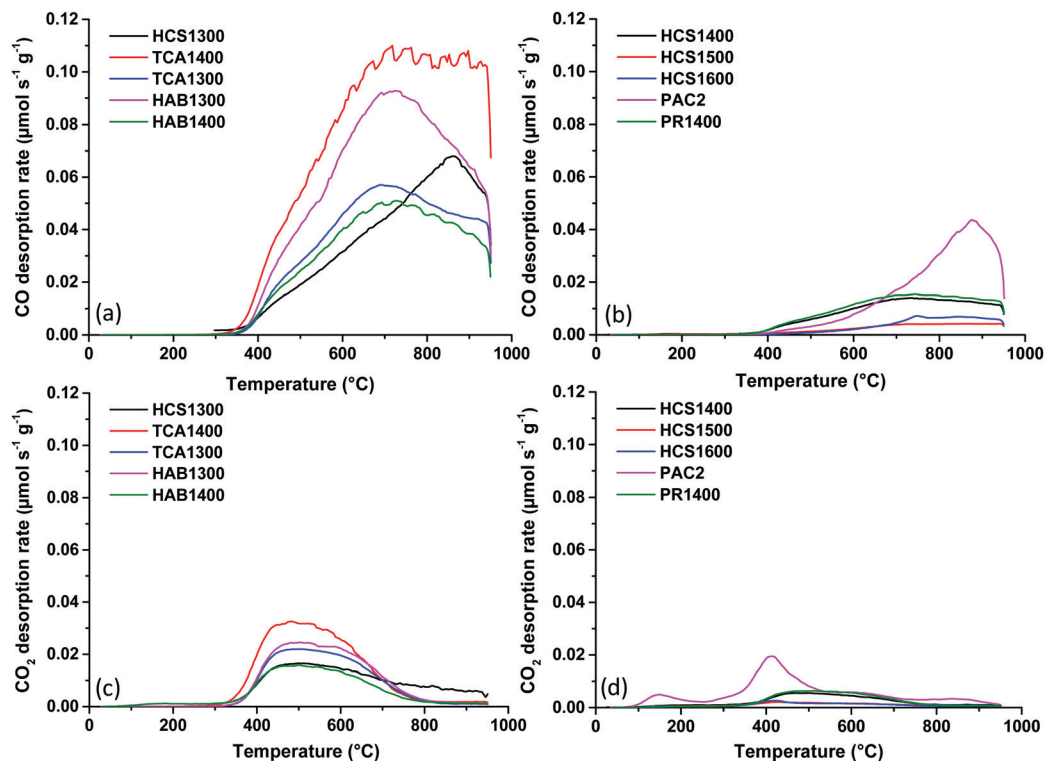 0.12
0.10
0.08
0.06
0.04
0.02
0.00
CO desorption rate (µmol s⁻¹ g⁻¹)
HCS1300
TCA1400
TCA1300
HAB1300
HAB1400
(a)
0 200 400 600 800 1000
Temperature (°C)
0.12
0.10
0.08
0.06
0.04
0.02
0.00
CO desorption rate (µmol s⁻¹ g⁻¹)
HCS1400
HCS1500
HCS1600
PAC2
PR1400
(b)
0 200 400 600 800 1000
Temperature (°C)
0.12
0.10
0.08
0.06
0.04
0.02
0.00
CO₂ desorption rate (µmol s⁻¹ g⁻¹)
HCS1300
TCA1400
TCA1300
HAB1300
HAB1400
(c)
0 200 400 600 800 1000
Temperature (°C)
0.12
0.10
0.08
0.06
0.04
0.02
0.00
CO₂ desorption rate (µmol s⁻¹ g⁻¹)
HCS1400
HCS1500
HCS1600
PAC2
PR1400
(d)
0 200 400 600 800 1000
Temperature (°C)